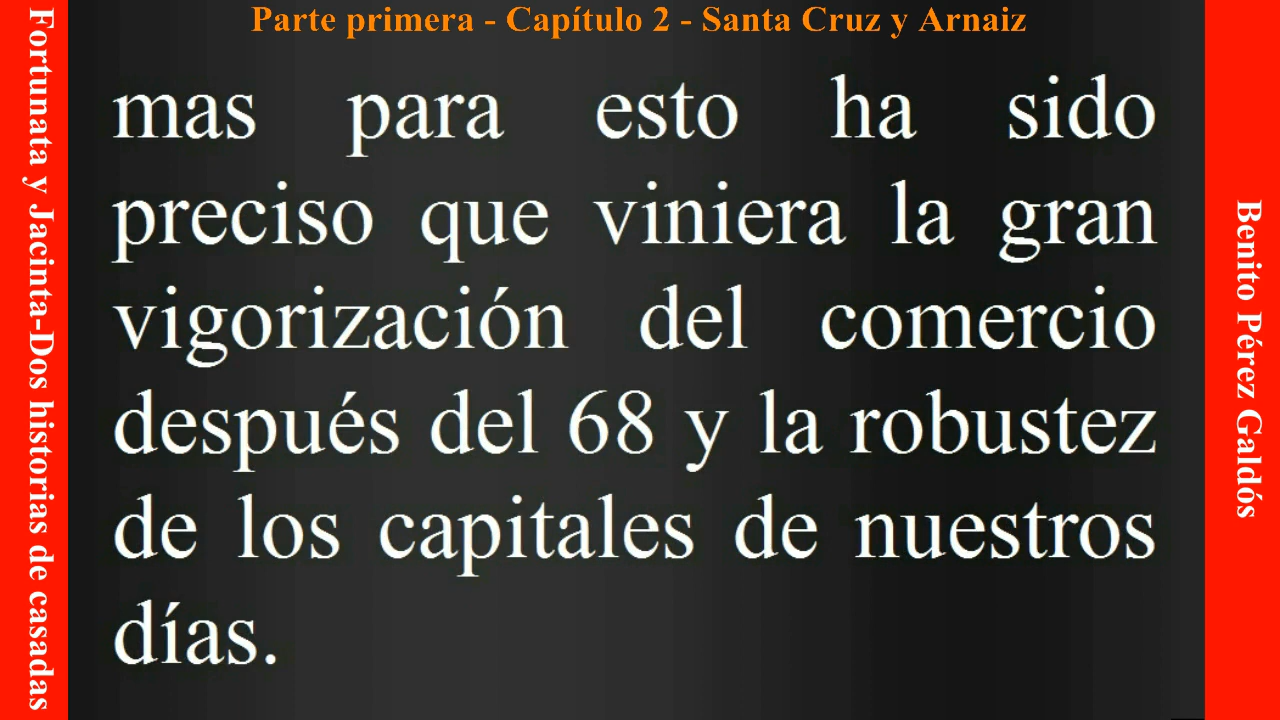 Parte primera - Capítulo 2 - Santa Cruz y Arnaiz
Fortunata y Jacinta-Dos historias de casadas
mas para esto ha sido
preciso que viniera la gran
vigorización del comercio
después del 68 y la robustez
de los capitales de nuestros
días.
Benito Pérez Galdós